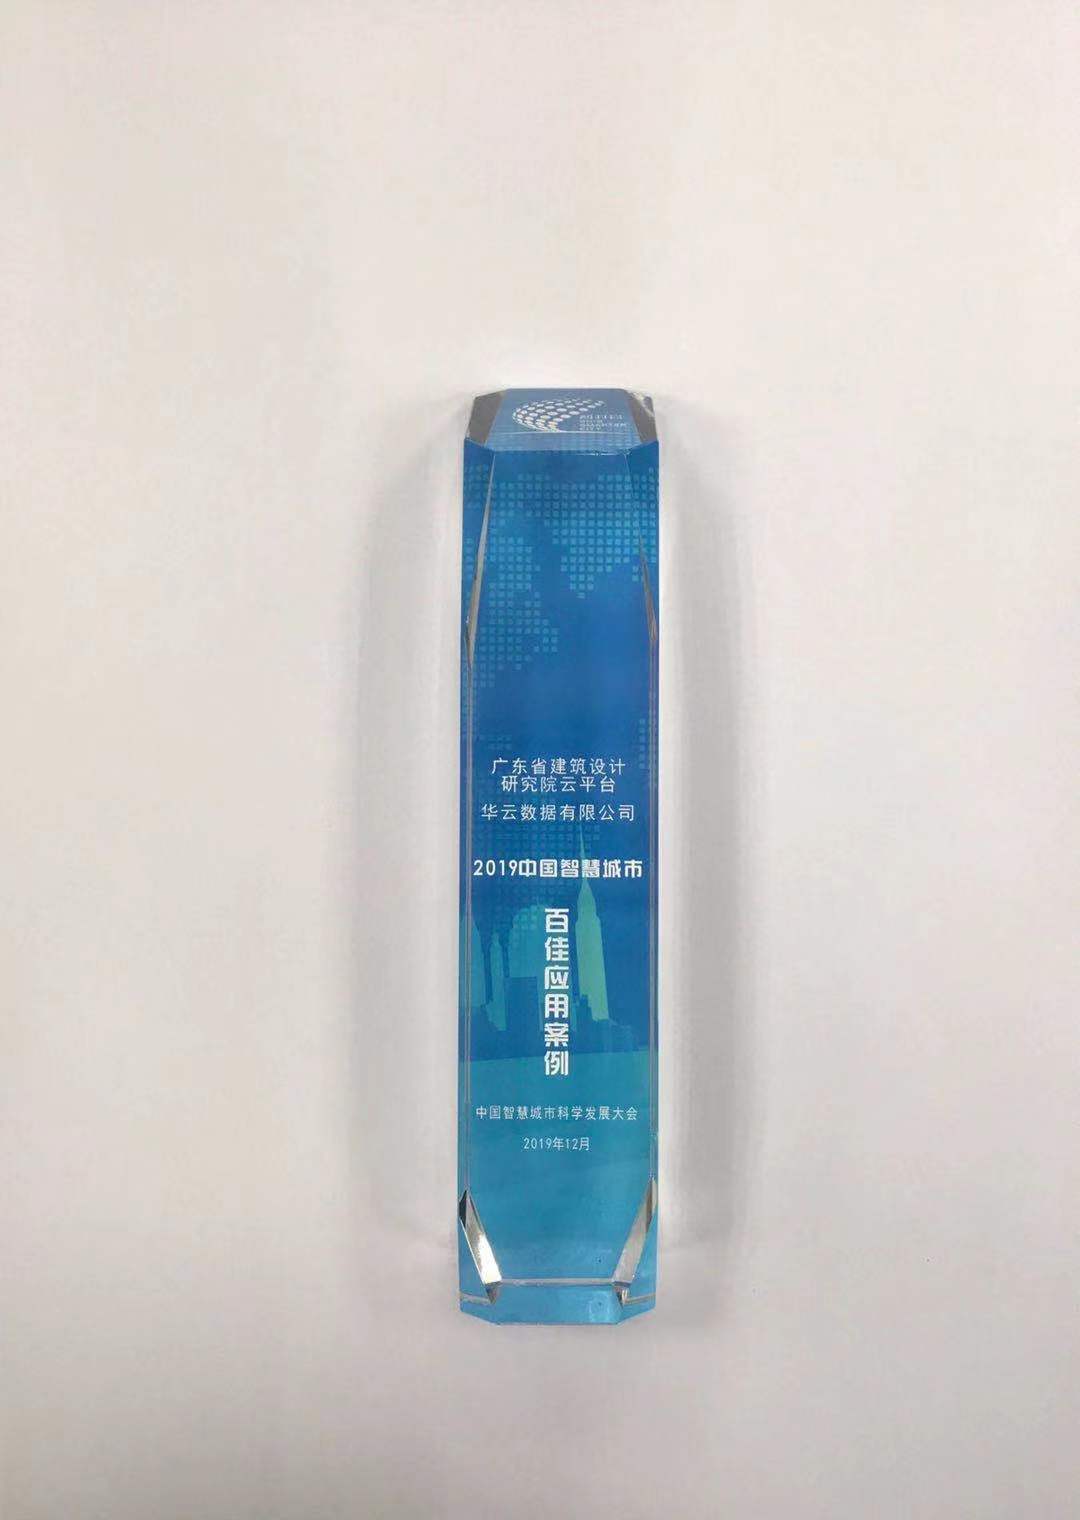 广东省建筑设计
研究院云平台
华云数据有限公司
2019中国智慧城市
百佳应用案例
中国智慧城市科学发展大会
2019年12月